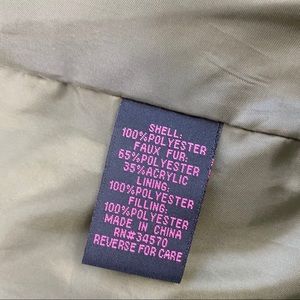 SHELL:
100%POLYESTER
FAUX FUR:
65%POLYESTER
35%ACRYLIC
LINING:
100%POLYESTER
FILLING:
100%POLYESTER
MADE IN CHINA
RN#34570
REVERSE FOR CARE